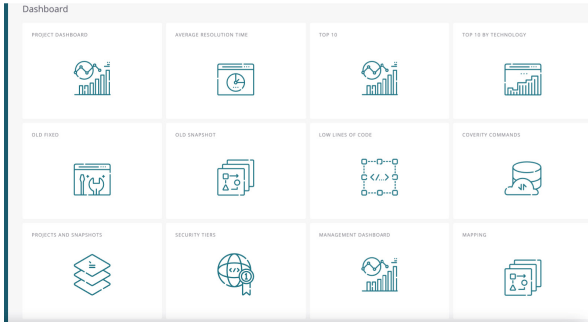 Dashboard
PROJECT DASHBOARD
AVERAGE RESOLUTION TIME
TOP 10
TOP 10 BY TECHNOLOGY
OLD FIXED
OLD SNAPSHOT
LOW LINES OF CODE
COVERITY COMMANDS
PROJECTS AND SNAPSHOTS
SECURITY TIERS
MANAGEMENT DASHBOARD
MAPPING